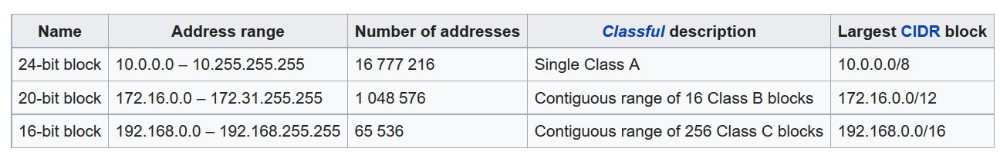 Name Address range Number of addresses Classful description Largest CIDR block
24-bit block 10.0.0.0 – 10.255.255.255 16 777 216 Single Class A 10.0.0.0/8
20-bit block 172.16.0.0 – 172.31.255.255 1 048 576 Contiguous range of 16 Class B blocks 172.16.0.0/12
16-bit block 192.168.0.0 – 192.168.255.255 65 536 Contiguous range of 256 Class C blocks 192.168.0.0/16